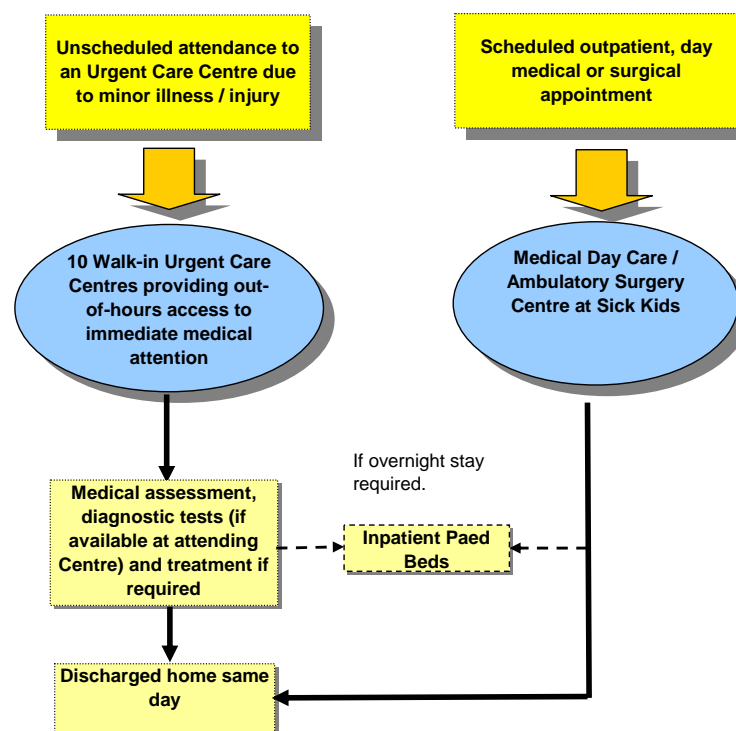 Unscheduled attendance to
an Urgent Care Centre due
to minor illness / injury
Scheduled outpatient, day
medical or surgical
appointment
10 Walk-in Urgent Care
Centres providing out-
of-hours access to
immediate medical
attention
Medical Day Care /
Ambulatory Surgery
Centre at Sick Kids
If overnight stay
required.
Medical assessment,
diagnostic tests (if
available at attending
Centre) and treatment if
required
Inpatient Paed
Beds
Discharged home same
day